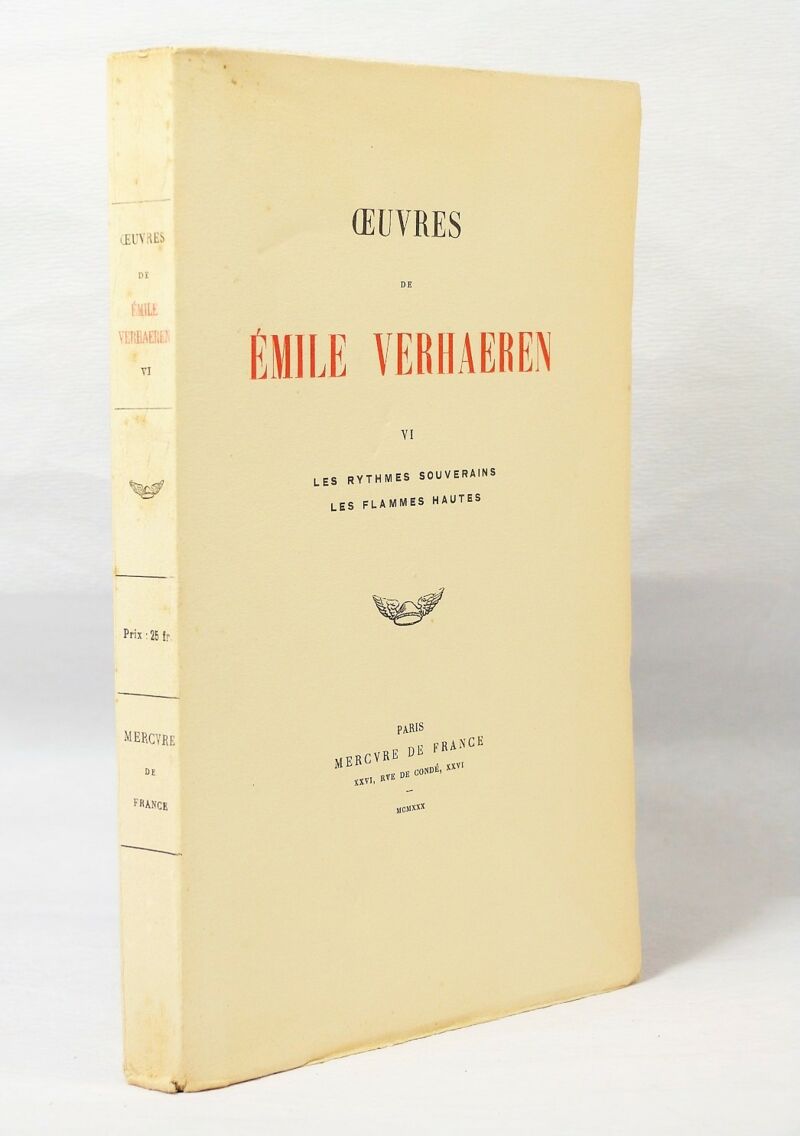 ŒUVRES
DE
ÉMILE
VERHAEREN
VI
Prix : 25 fr.
MERCVRE
DE
FRANCE
ŒUVRES
DE
ÉMILE VERHAEREN
VI
LES RYTHMES SOUVERAINS
LES FLAMMES HAUTES
PARIS
MERCVRE DE FRANCE
XXVI, RVE DE CONDÉ, XXVI
—
MCMXXX